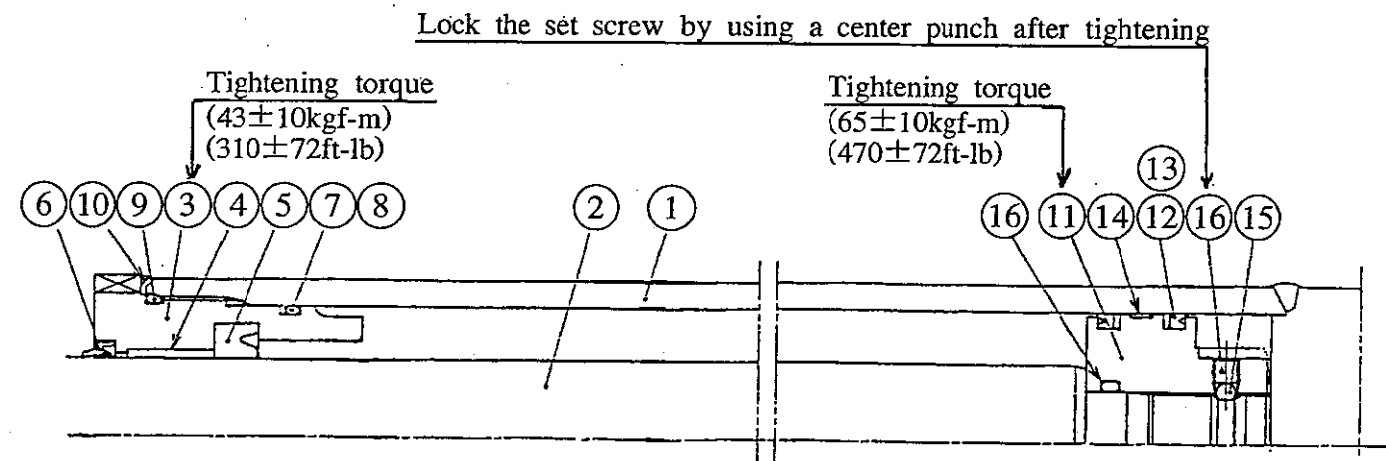 Lock the set screw by using a center punch after tightening
Tightening torque
(43±10kgf-m)
(310±72ft-lb)
Tightening torque
(65±10kgf-m)
(470±72ft-lb)
13
6 10 9 3 4 5 7 8 2 1 16 11 14 12 16 15